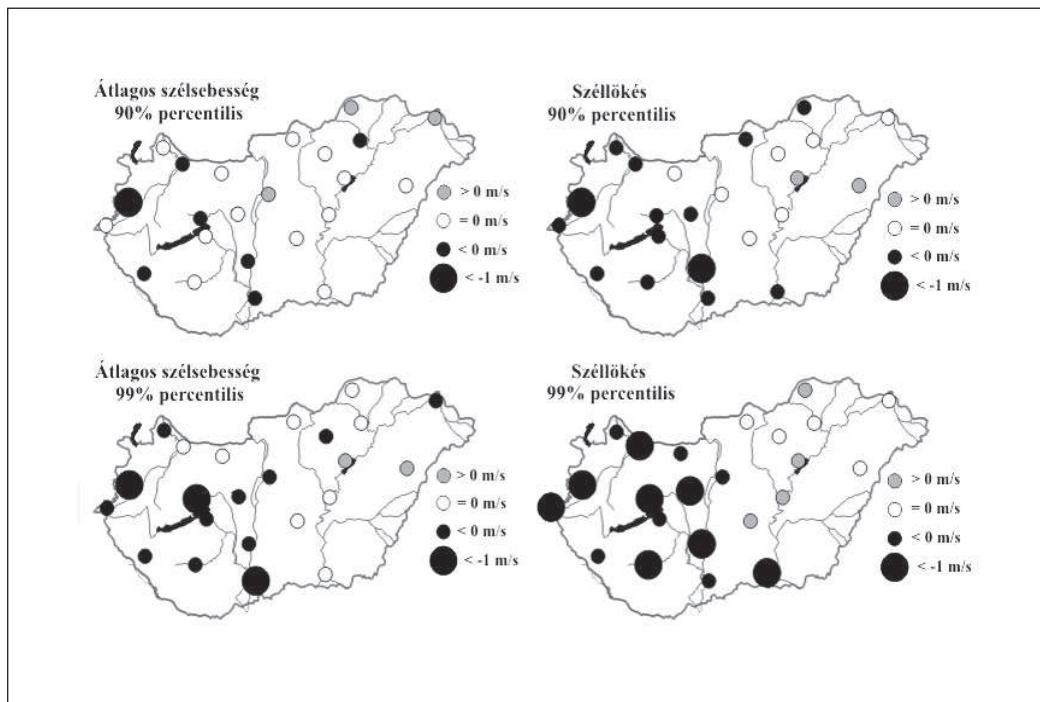 Átlagos szélsebesség
90% percentilis
> 0 m/s
= 0 m/s
< 0 m/s
< -1 m/s
Széllökés
90% percentilis
> 0 m/s
= 0 m/s
< 0 m/s
< -1 m/s
Átlagos szélsebesség
99% percentilis
> 0 m/s
= 0 m/s
< 0 m/s
< -1 m/s
Széllökés
99% percentilis
> 0 m/s
= 0 m/s
< 0 m/s
< -1 m/s